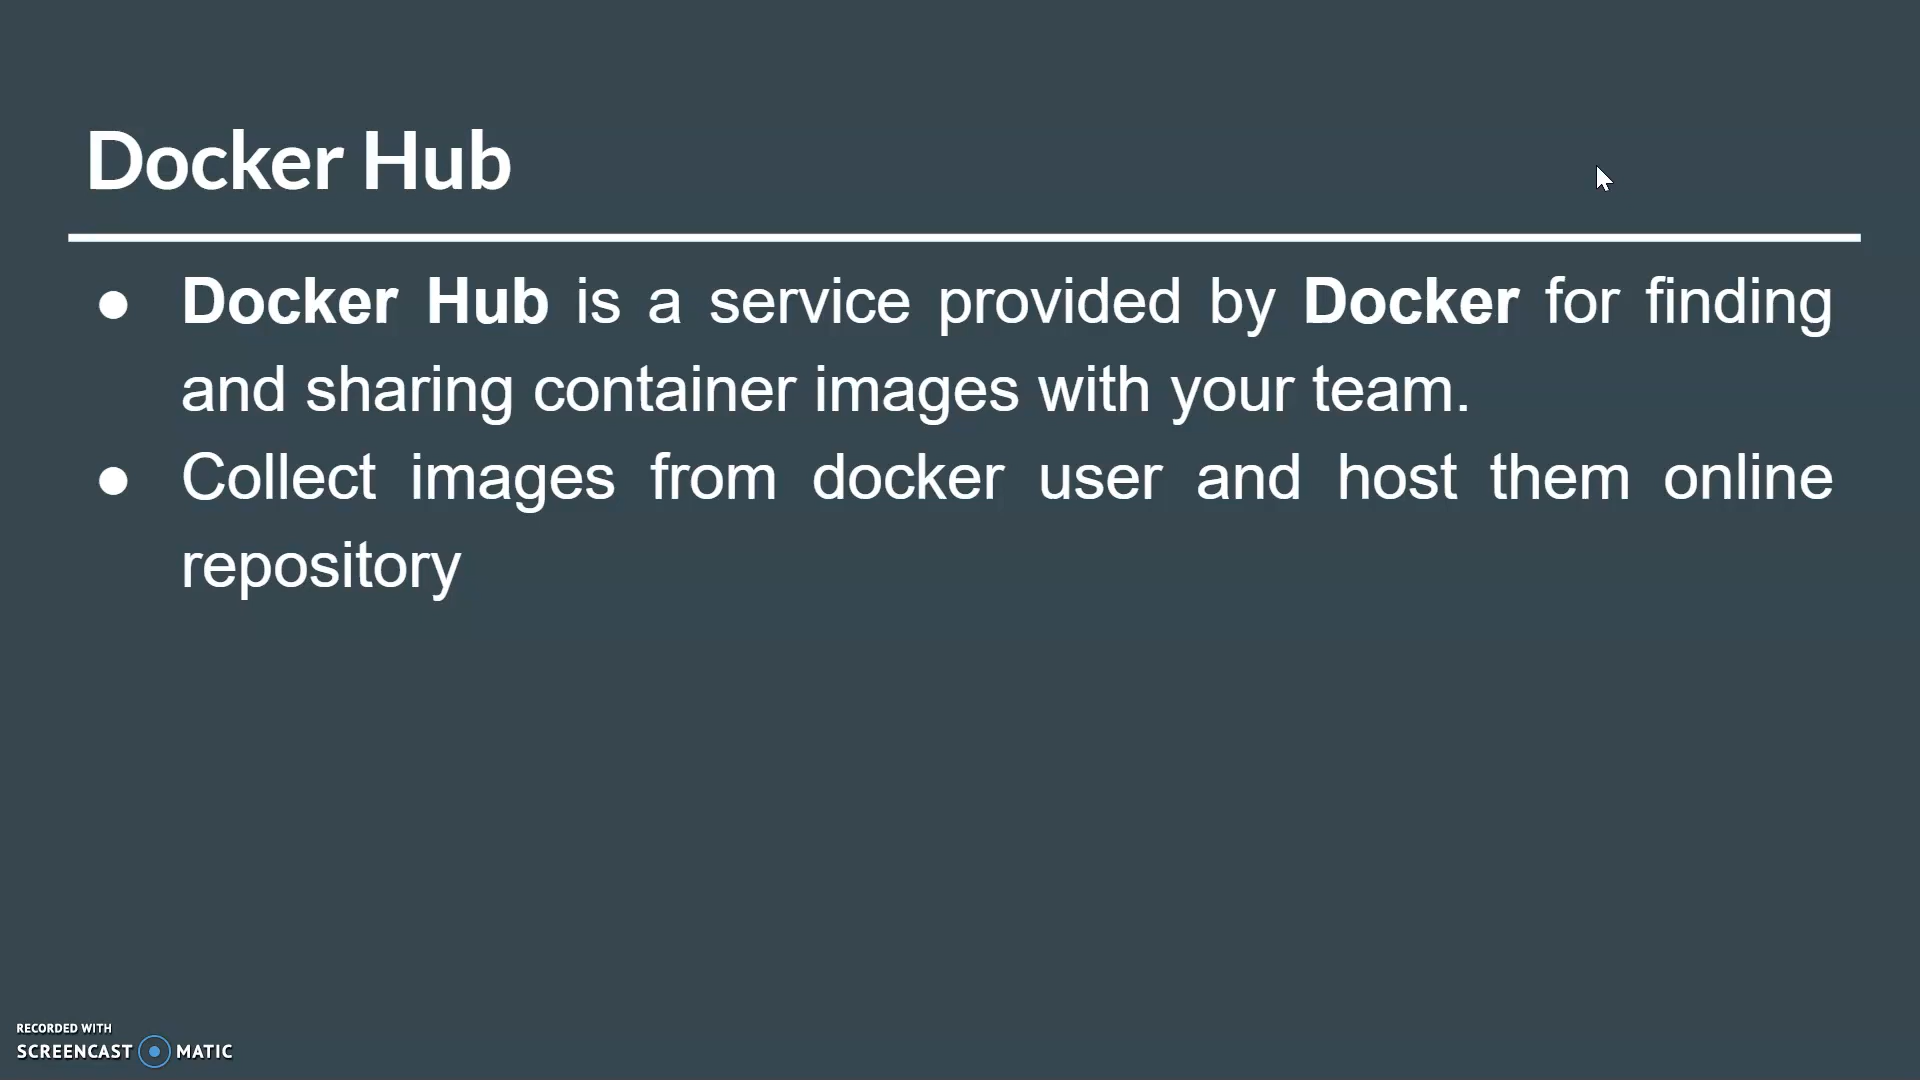 Docker Hub
● Docker Hub is a service provided by Docker for finding
and sharing container images with your team.
● Collect images from docker user and host them online
repository
RECORDED WITH
SCREENCAST MATIC